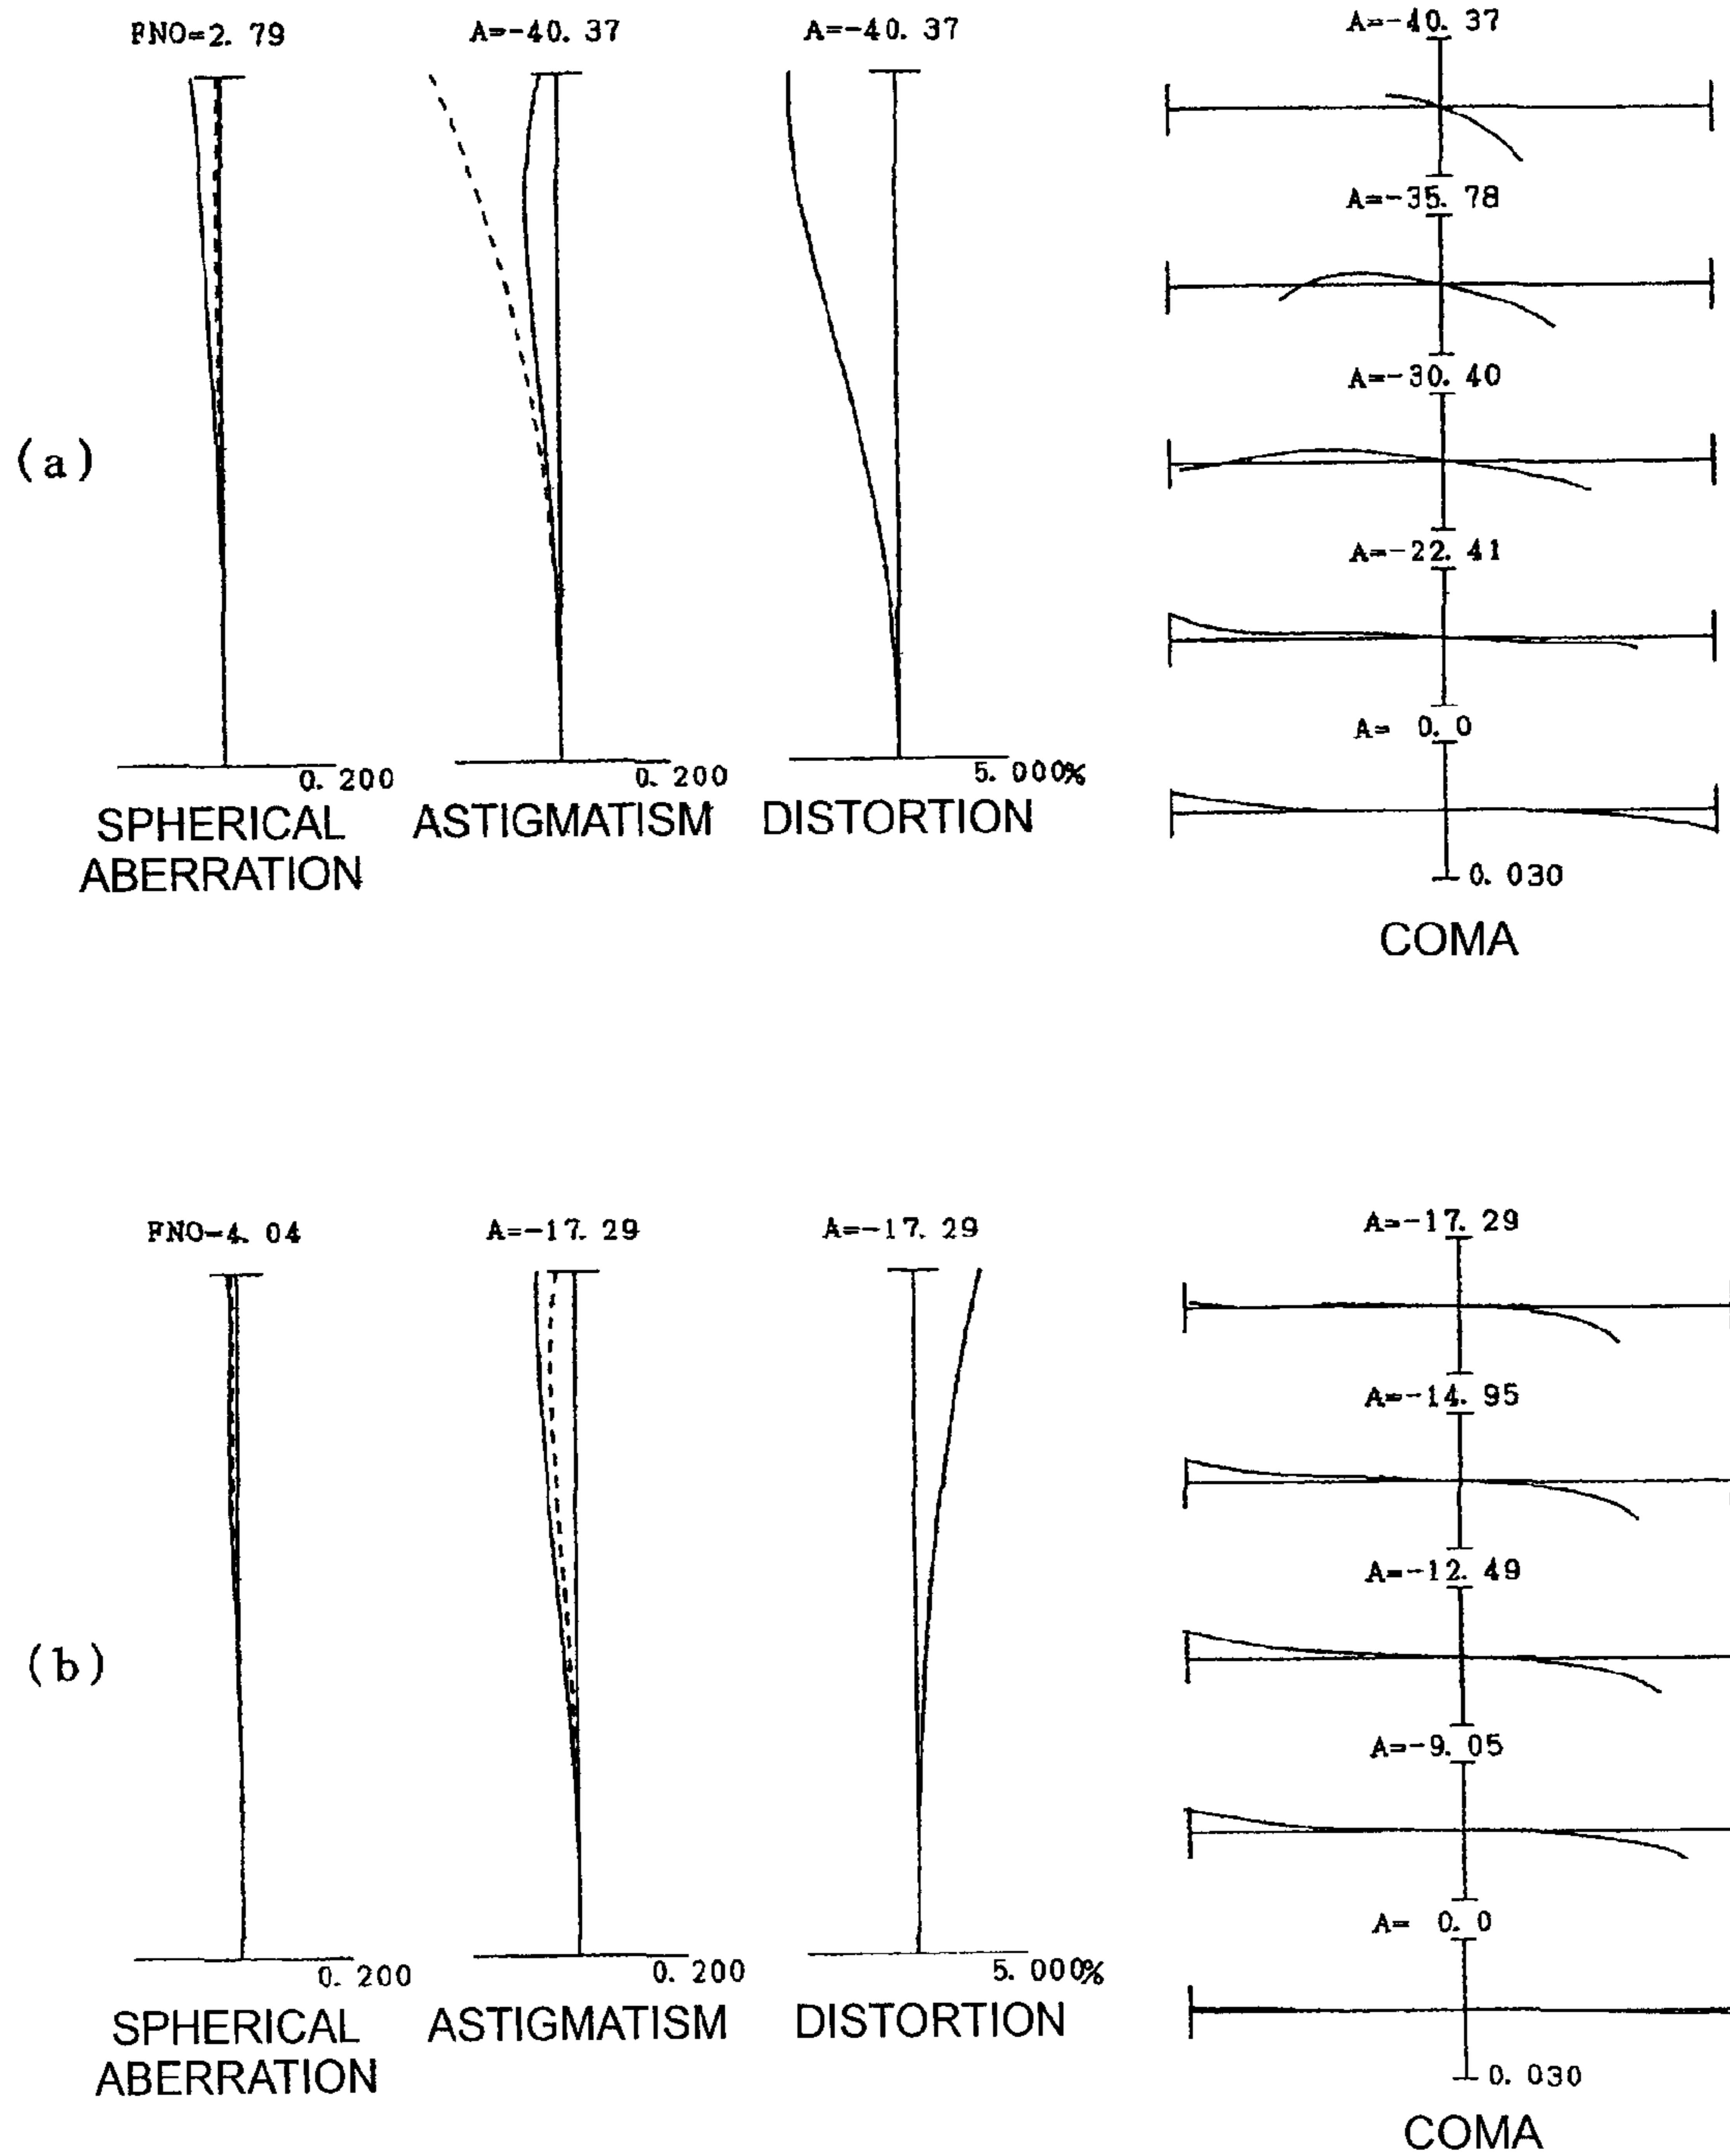 (a)
FNO=2. 79
0. 200
SPHERICAL
ABERRATION
A=-40. 37
0. 200
ASTIGMATISM
A=-40. 37
5. 000%
DISTORTION
A=-40. 37
A=-35. 78
A=-30. 40
A=-22. 41
A= 0. 0
0. 030
COMA
(b)
FNO=4. 04
0. 200
SPHERICAL
ABERRATION
A=-17. 29
0. 200
ASTIGMATISM
A=-17. 29
5. 000%
DISTORTION
A=-17. 29
A=-14. 95
A=-12. 49
A=-9. 05
A= 0. 0
0. 030
COMA